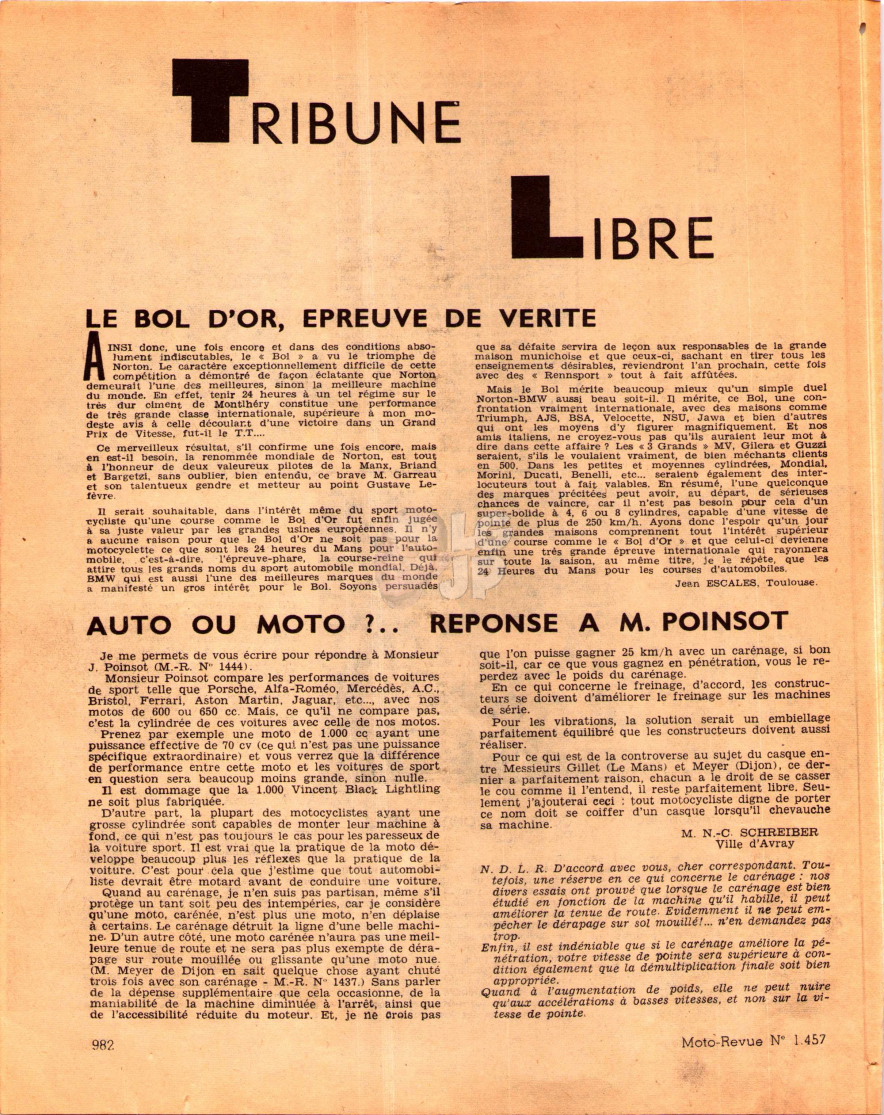 TRIBUNE
LIBRE
LE BOL D'OR, EPREUVE DE VERITE
AINSI donc, une fois encore et dans des conditions abso-
lument indiscutables, le « Bol » a vu le triomphe de
Norton. Le caractère exceptionnellement difficile de cette
compétition a démontré de façon éclatante que Norton
demeurait l'une des meilleures, sinon la meilleure machine
du monde. En effet, tenir 24 heures à un tel régime sur le
très dur ciment de Montlhéry constitue une performance
de très grande classe internationale, supérieure à mon mo-
deste avis à celle découlant d'une victoire dans un Grand
Prix de Vitesse, fut-il le T.T....
Ce merveilleux résultat, s'il confirme une fois encore, mais
en est-il besoin, la renommée mondiale de Norton, est tout
à l'honneur de deux valeureux pilotes de la Manx, Briand
et Bargetzi, sans oublier, bien entendu, ce brave M. Garreau
et son talentueux gendre et metteur au point Gustave Le-
fèvre.
Il serait souhaitable, dans l'intérêt même du sport moto-
cycliste qu'une course comme le Bol d'Or fut enfin jugée
à sa juste valeur par les grandes usines européennes. Il n'y
a aucune raison pour que le Bol d'Or ne soit pas pour la
motocyclette ce que sont les 24 heures du Mans pour l'auto-
mobile, c'est-à-dire, l'épreuve-phare, la course-reine qui
attire tous les grands noms du sport automobile mondial. Déjà,
BMW qui est aussi l'une des meilleures marques du monde
a manifesté un gros intérêt pour le Bol. Soyons persuadés
que sa défaite servira de leçon aux responsables de la grande
maison munichoise et que ceux-ci, sachant en tirer tous les
enseignements désirables, reviendront l'an prochain, cette fois
avec des « Rennsport » tout à fait affûtées.
Mais le Bol mérite beaucoup mieux qu'un simple duel
Norton-BMW aussi beau soit-il. Il mérite, ce Bol, une con-
frontation vraiment internationale, avec des maisons comme
Triumph, AJS, BSA, Velocette, NSU, Jawa et bien d'autres
qui ont les moyens d'y figurer magnifiquement. Et nos
amis italiens, ne croyez-vous pas qu'ils auraient leur mot à
dire dans cette affaire ? Les « 3 Grands » MV, Gilera et Guzzi
seraient, s'ils le voulaient vraiment, de bien méchants clients
en 500. Dans les petites et moyennes cylindrées, Mondial,
Morini, Ducati, Benelli, etc... seraient également des inter-
locuteurs tout à fait valables. En résumé, l'une quelconque
des marques précitées peut avoir, au départ, de sérieuses
chances de vaincre, car il n'est pas besoin pour cela d'un
super-bolide à 4, 6 ou 8 cylindres, capable d'une vitesse de
pointe de plus de 250 km/h. Ayons donc l'espoir qu'un jour
les grandes maisons comprennent tout l'intérêt supérieur
d'une course comme le « Bol d'Or » et que celui-ci devienne
enfin une très grande épreuve internationale qui rayonnera
sur toute la saison, au même titre, je le répète, que les
24 Heures du Mans pour les courses d'automobiles.
Jean ESCALES, Toulouse.
AUTO OU MOTO ?.. REPONSE A M. POINSOT
Je me permets de vous écrire pour répondre à Monsieur
J. Poinsot (M.-R. N° 1444).
Monsieur Poinsot compare les performances de voitures
de sport telle que Porsche, Alfa-Roméo, Mercédès, A.C.,
Bristol, Ferrari, Aston Martin, Jaguar, etc..., avec nos
motos de 600 ou 650 cc. Mais, ce qu'il ne compare pas,
c'est la cylindrée de ces voitures avec celle de nos motos.
Prenez par exemple une moto de 1.000 cc ayant une
puissance effective de 70 cv (ce qui n'est pas une puissance
spécifique extraordinaire) et vous verrez que la différence
de performance entre cette moto et les voitures de sport
en question sera beaucoup moins grande, sinon nulle.
Il est dommage que la 1.000 Vincent Black Lightling
ne soit plus fabriquée.
D'autre part, la plupart des motocyclistes ayant une
grosse cylindrée sont capables de monter leur machine à
fond, ce qui n'est pas toujours le cas pour les paresseux de
la voiture sport. Il est vrai que la pratique de la moto dé-
veloppe beaucoup plus les réflexes que la pratique de la
voiture. C'est pour cela que j'estime que tout automobi-
liste devrait être motard avant de conduire une voiture.
Quand au carénage, je n'en suis pas partisan, même s'il
protège un tant soit peu des intempéries, car je considère
qu'une moto, carénée, n'est plus une moto, n'en déplaise
à certains. Le carénage détruit la ligne d'une belle machi-
ne. D'un autre côté, une moto carénée n'aura pas une meil-
leure tenue de route et ne sera pas plus exempte de déra-
page sur route mouillée ou glissante qu'une moto nue.
(M. Meyer de Dijon en sait quelque chose ayant chuté
trois fois avec son carénage - M.-R. N° 1437.) Sans parler
de la dépense supplémentaire que cela occasionne, de la
maniabilité de la machine diminuée à l'arrêt, ainsi que
de l'accessibilité réduite du moteur. Et, je ne crois pas
que l'on puisse gagner 25 km/h avec un carénage, si bon
soit-il, car ce que vous gagnez en pénétration, vous le re-
perdez avec le poids du carénage.
En ce qui concerne le freinage, d'accord, les construc-
teurs se doivent d'améliorer le freinage sur les machines
de série.
Pour les vibrations, la solution serait un embiellage
parfaitement équilibré que les constructeurs doivent aussi
réaliser.
Pour ce qui est de la controverse au sujet du casque en-
tre Messieurs Gillet (Le Mans) et Meyer (Dijon), ce der-
nier a parfaitement raison, chacun a le droit de se casser
le cou comme il l'entend, il reste parfaitement libre. Seu-
lement j'ajouterai ceci : tout motocycliste digne de porter
ce nom doit se coiffer d'un casque lorsqu'il chevauche
sa machine.
M. N.-C. SCHREIBER
Ville d'Avray
N. D. L. R. D'accord avec vous, cher correspondant. Tou-
tefois, une réserve en ce qui concerne le carénage : nos
divers essais ont prouvé que lorsque le carénage est bien
étudié en fonction de la machine qu'il habille, il peut
améliorer la tenue de route. Evidemment il ne peut em-
pêcher le dérapage sur sol mouillé!... n'en demandez pas
trop.
Enfin, il est indéniable que si le carénage améliore la pé-
nétration, votre vitesse de pointe sera supérieure à con-
dition également que la démultiplication finale soit bien
appropriée.
Quand à l'augmentation de poids, elle ne peut nuire
qu'aux accélérations à basses vitesses, et non sur la vi-
tesse de pointe.
982
Moto-Revue N° 1.457